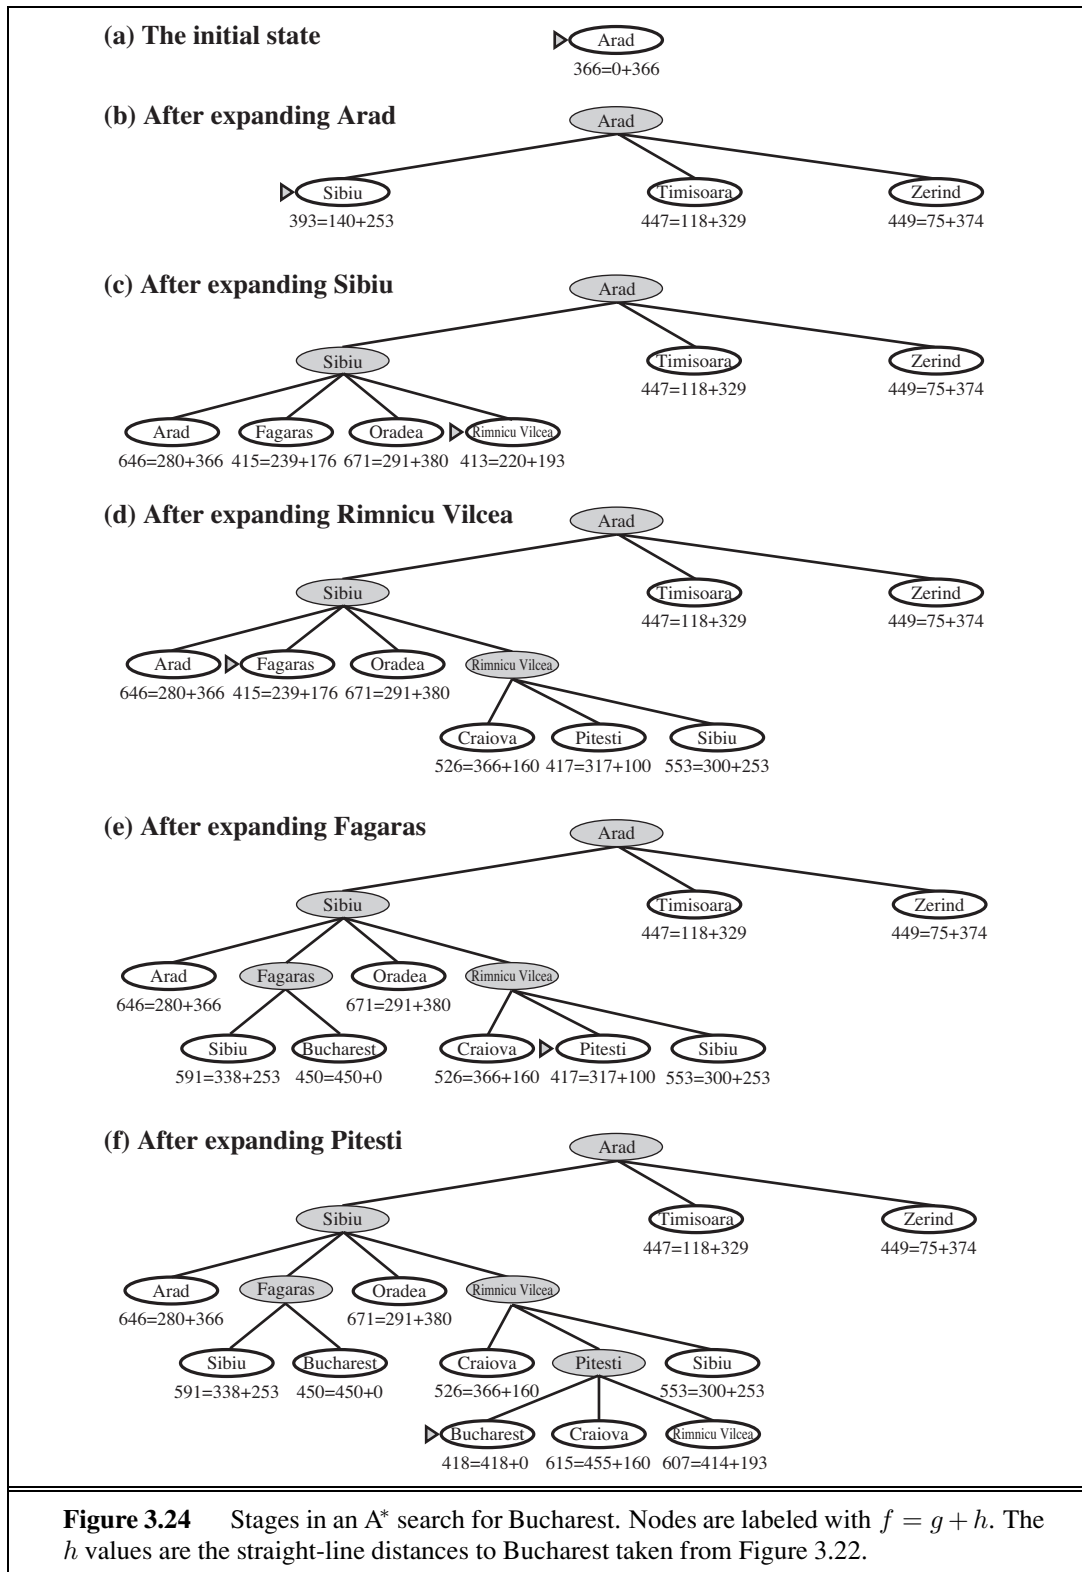 (a) The initial state
Arad
366=0+366
(b) After expanding Arad
Arad
Sibiu Timisoara Zerind
393=140+253 447=118+329 449=75+374
(c) After expanding Sibiu
Arad
Sibiu Timisoara Zerind
447=118+329 449=75+374
Arad Fagaras Oradea Rimnicu Vilcea
646=280+366 415=239+176 671=291+380 413=220+193
(d) After expanding Rimnicu Vilcea
Arad
Sibiu Timisoara Zerind
447=118+329 449=75+374
Arad Fagaras Oradea Rimnicu Vilcea
646=280+366 415=239+176 671=291+380
Craiova Pitesti Sibiu
526=366+160 417=317+100 553=300+253
(e) After expanding Fagaras
Arad
Sibiu Timisoara Zerind
447=118+329 449=75+374
Arad Fagaras Oradea Rimnicu Vilcea
646=280+366 671=291+380
Sibiu Bucharest Craiova Pitesti Sibiu
591=338+253 450=450+0 526=366+160 417=317+100 553=300+253
(f) After expanding Pitesti
Arad
Sibiu Timisoara Zerind
447=118+329 449=75+374
Arad Fagaras Oradea Rimnicu Vilcea
646=280+366 671=291+380
Sibiu Bucharest Craiova Pitesti Sibiu
591=338+253 450=450+0 526=366+160 553=300+253
Bucharest Craiova Rimnicu Vilcea
418=418+0 615=455+160 607=414+193
Figure 3.24 Stages in an A* search for Bucharest. Nodes are labeled with f = g + h. The
h values are the straight-line distances to Bucharest taken from Figure 3.22.